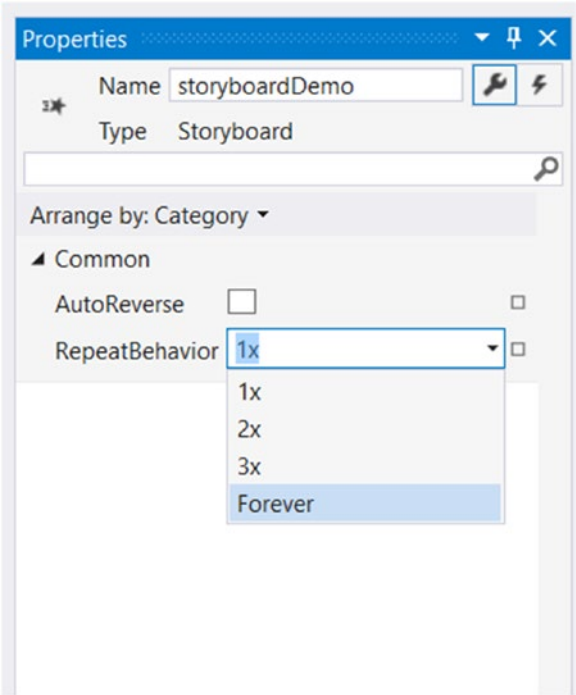 Properties
Name storyboardDemo
Type Storyboard
Arrange by: Category
Common
AutoReverse
RepeatBehavior 1x
1x
2x
3x
Forever